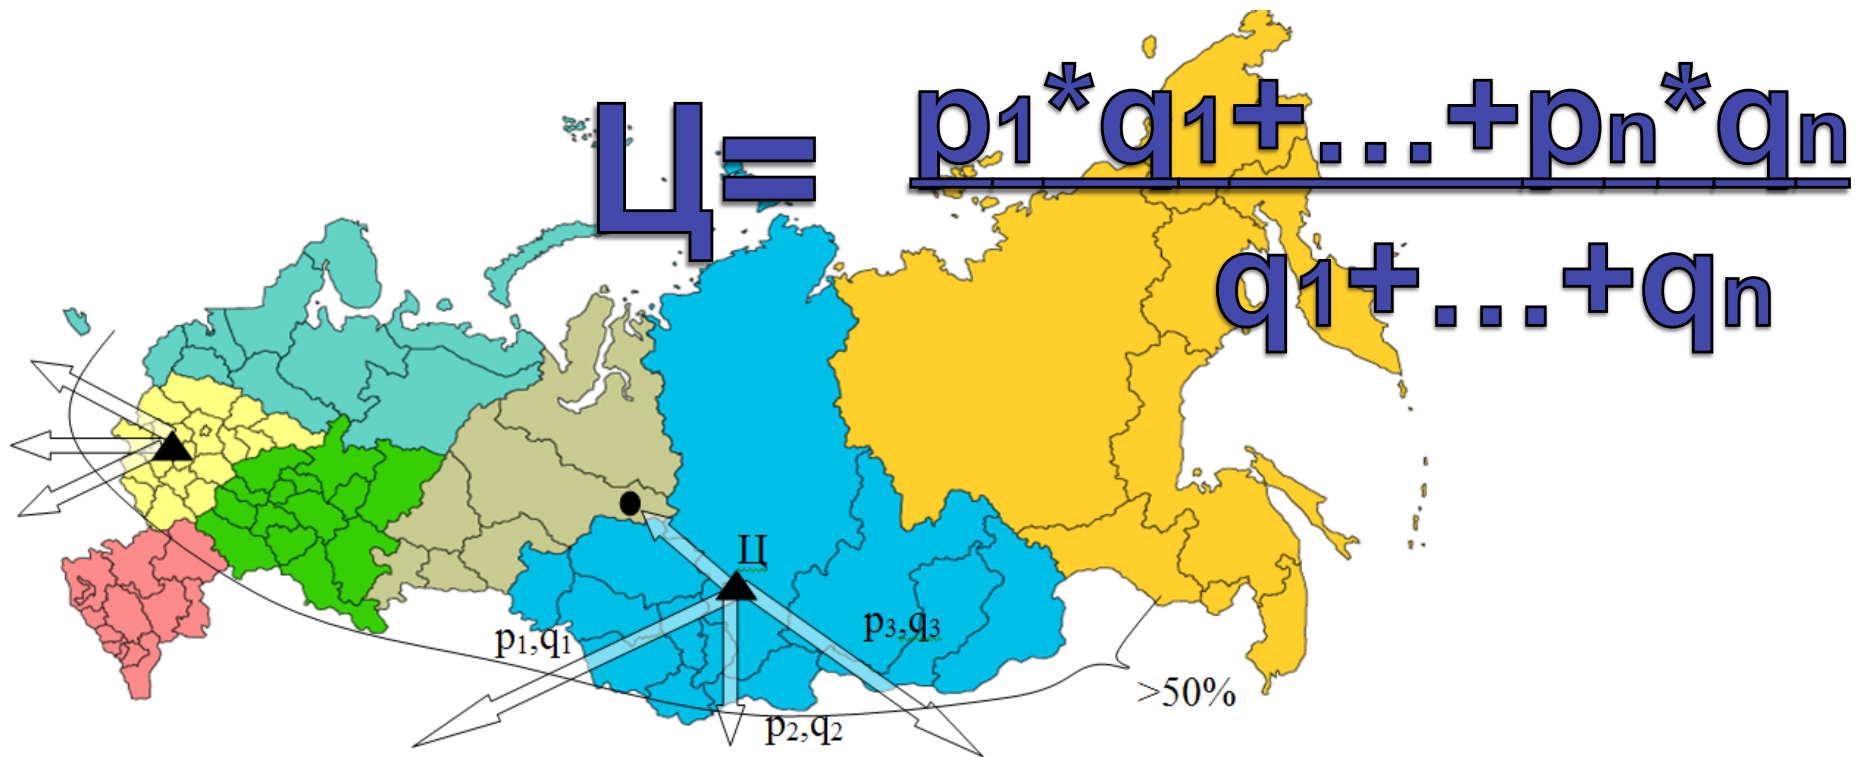 Ц= p₁*q₁+...+pₙ*qₙ
q₁+...+qₙ
Ц
p₁,q₁
p₃,q₃
p₂,q₂
>50%